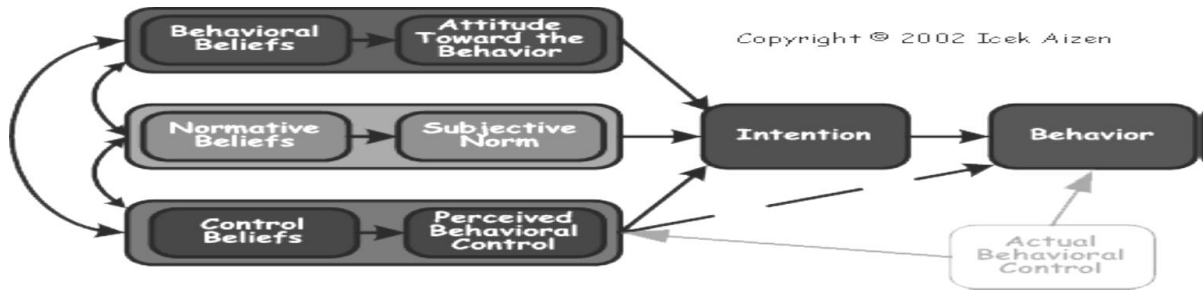 Behavioral
Beliefs
Attitude
Toward the
Behavior
Copyright © 2002 Icek Aizen
Normative
Beliefs
Subjective
Norm
Intention
Behavior
Control
Beliefs
Perceived
Behavioral
Control
Actual
Behavioral
Control